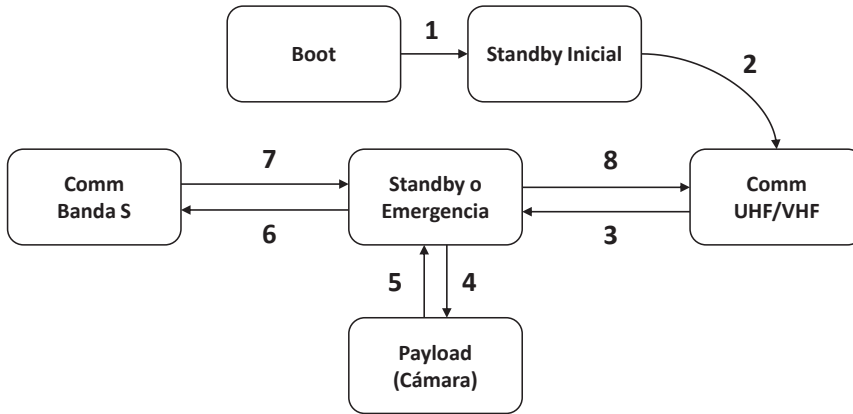 Boot
1
Standby Inicial
2
Comm
Banda S
7
6
Standby o
Emergencia
8
3
Comm
UHF/VHF
5
4
Payload
(Cámara)